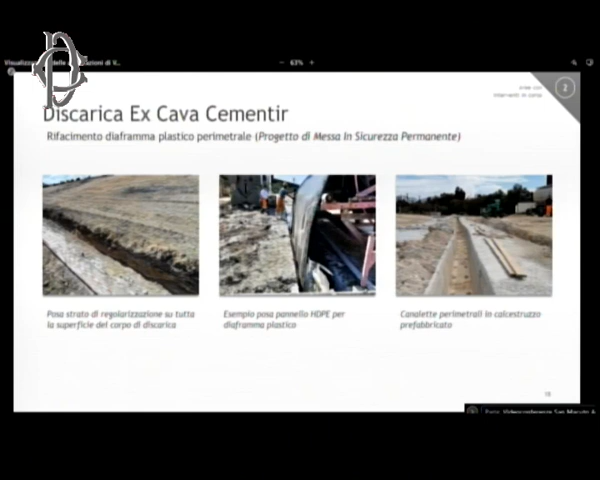 63%
2
Discarica Ex Cava Cementir
Rifacimento diaframma plastico perimetrale (Progetto di Messa In Sicurezza Permanente)
Posa strato di regolarizzazione su tutta
la superficie del corpo di discarica
Esempio posa pannello HDPE per
diaframma plastico
Canalette perimetrali in calcestruzzo
prefabbricato